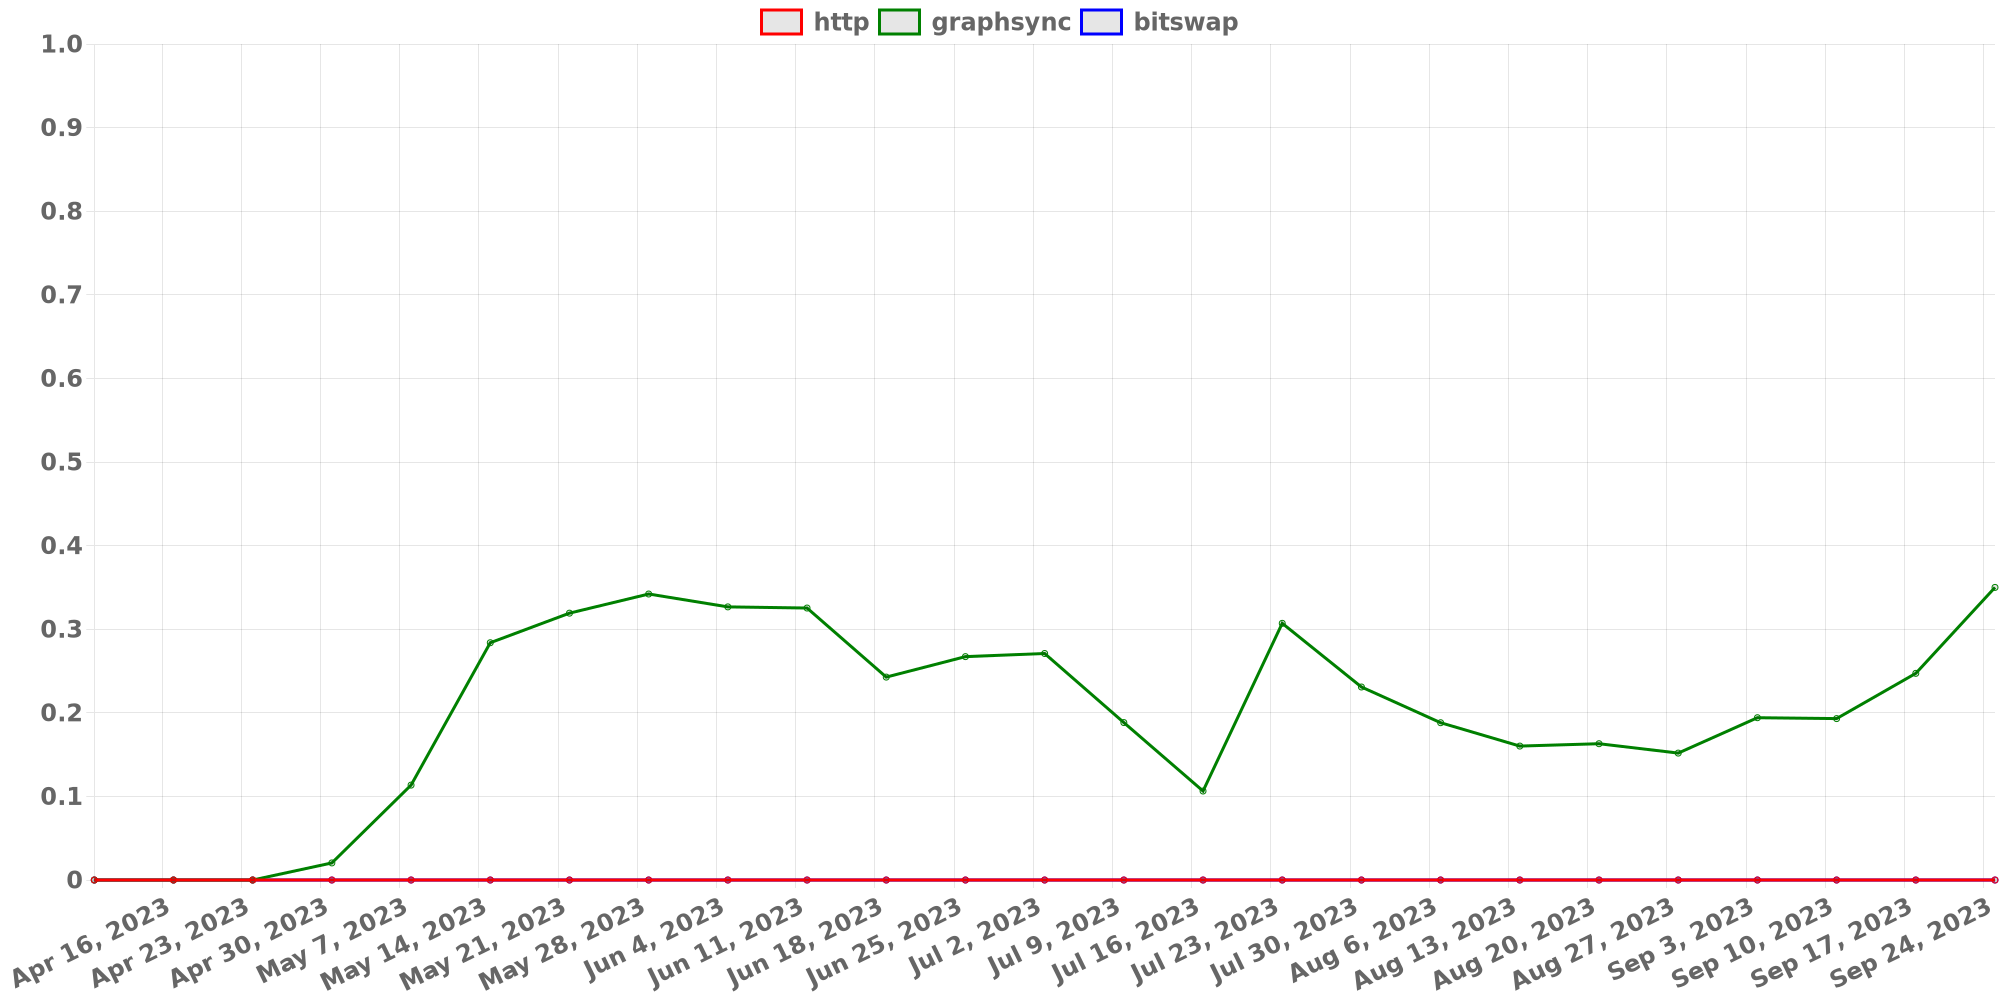 http graphsync bitswap
1.0
0.9
0.8
0.7
0.6
0.5
0.4
0.3
0.2
0.1
0
Apr 16, 2023
Apr 23, 2023
Apr 30, 2023
May 7, 2023
May 14, 2023
May 21, 2023
May 28, 2023
Jun 4, 2023
Jun 11, 2023
Jun 18, 2023
Jun 25, 2023
Jul 2, 2023
Jul 9, 2023
Jul 16, 2023
Jul 23, 2023
Jul 30, 2023
Aug 6, 2023
Aug 13, 2023
Aug 20, 2023
Aug 27, 2023
Sep 3, 2023
Sep 10, 2023
Sep 17, 2023
Sep 24, 2023